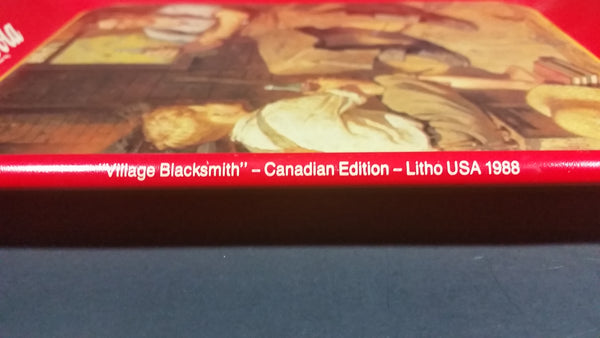 "Village Blacksmith" – Canadian Edition – Litho USA 1988